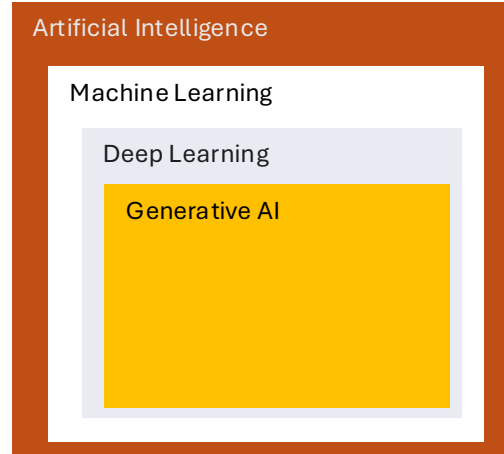 Artificial Intelligence
Machine Learning
Deep Learning
Generative AI